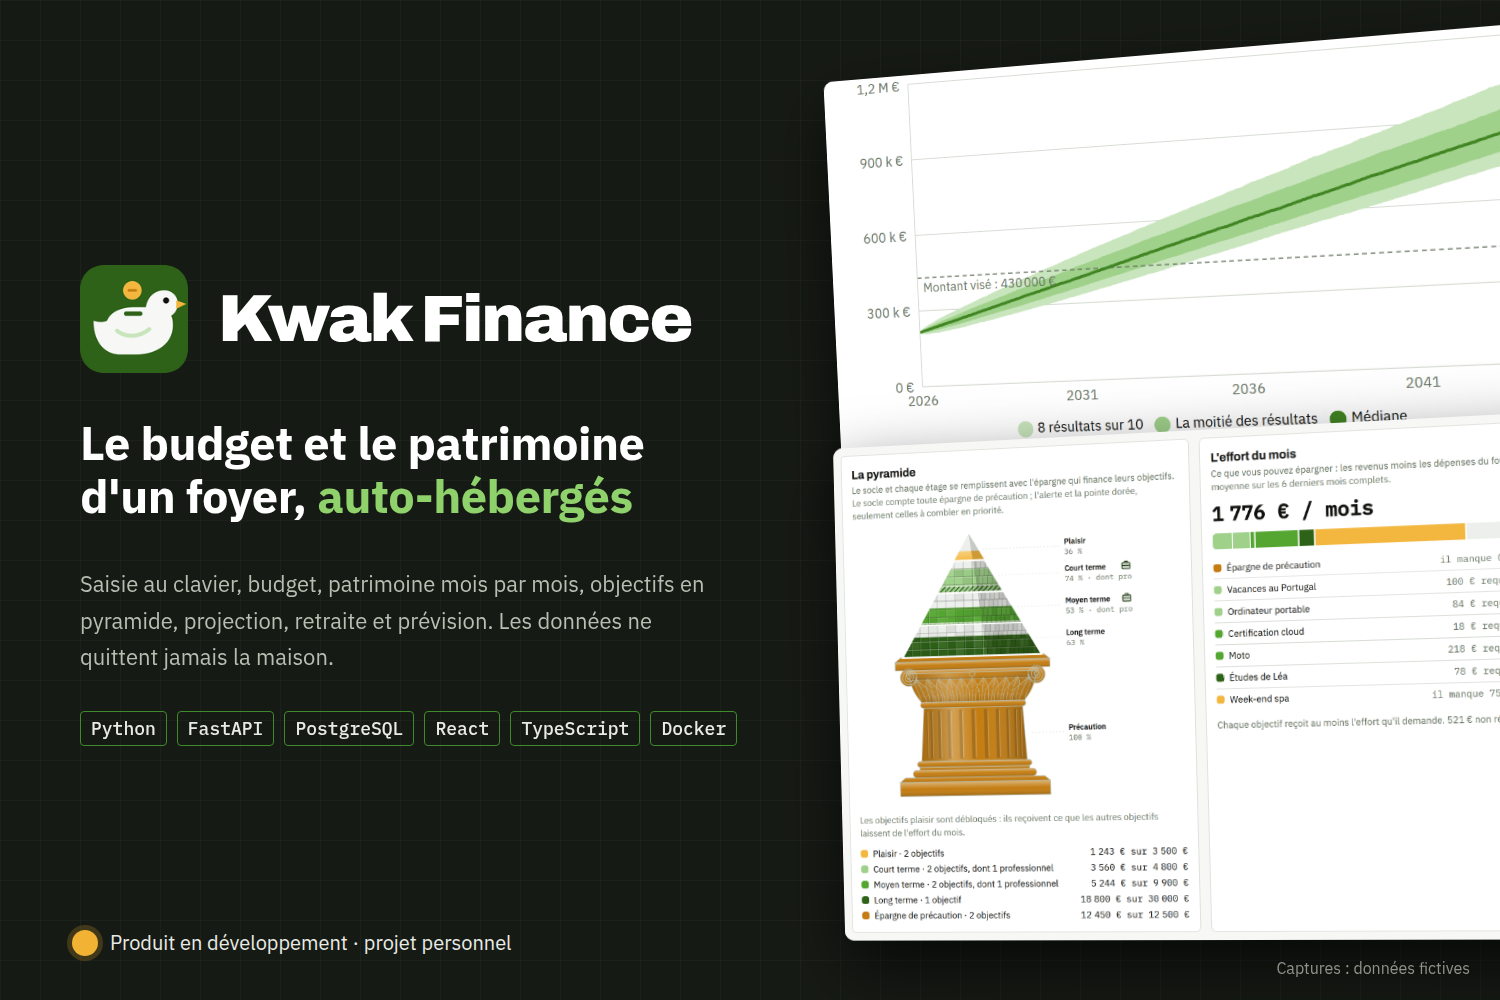 Kwak Finance
Le budget et le patrimoine
d'un foyer, auto-hébergés
Saisie au clavier, budget, patrimoine mois par mois, objectifs en
pyramide, projection, retraite et prévision. Les données ne
quittent jamais la maison.
Python FastAPI PostgreSQL React TypeScript Docker
Produit en développement · projet personnel
1,2 M €
900 k €
600 k €
Montant visé : 430 000 €
300 k €
0 €
2026 2031 2036 2041
8 résultats sur 10 La moitié des résultats Médiane
La pyramide
Le socle et chaque étage se remplissent avec l'épargne qui finance leurs objectifs.
Le socle compte toute épargne de précaution ; l'alerte et la pointe dorée,
seulement celles à combler en priorité.
Plaisir
36 %
Court terme
74 % · dont pro
Moyen terme
53 % · dont pro
Long terme
63 %
Précaution
100 %
Les objectifs plaisir sont débloqués : ils reçoivent ce que les autres objectifs
laissent de l'effort du mois.
Plaisir · 2 objectifs 1 243 € sur 3 500 €
Court terme · 2 objectifs, dont 1 professionnel 3 560 € sur 4 800 €
Moyen terme · 2 objectifs, dont 1 professionnel 5 244 € sur 9 900 €
Long terme · 1 objectif 18 800 € sur 30 000 €
Épargne de précaution · 2 objectifs 12 450 € sur 12 500 €
L'effort du mois
Ce que vous pouvez épargner : les revenus moins les dépenses du
moyenne sur les 6 derniers mois complets.
1 776 € / mois
Épargne de précaution il manque
Vacances au Portugal 100 € req
Ordinateur portable 84 € req
Certification cloud 18 € req
Moto 218 € req
Études de Léa 78 € req
Week-end spa il manque 75
Chaque objectif reçoit au moins l'effort qu'il demande. 521 € non
Captures : données fictives